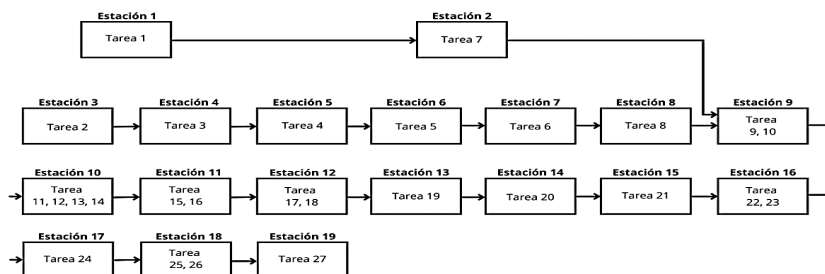 Estación 1
Tarea 1
Estación 2
Tarea 7
Estación 3
Tarea 2
Estación 4
Tarea 3
Estación 5
Tarea 4
Estación 6
Tarea 5
Estación 7
Tarea 6
Estación 8
Tarea 8
Estación 9
Tarea
9, 10
Estación 10
Tarea
11, 12, 13, 14
Estación 11
Tarea
15, 16
Estación 12
Tarea
17, 18
Estación 13
Tarea 19
Estación 14
Tarea 20
Estación 15
Tarea 21
Estación 16
Tarea
22, 23
Estación 17
Tarea 24
Estación 18
Tarea
25, 26
Estación 19
Tarea 27